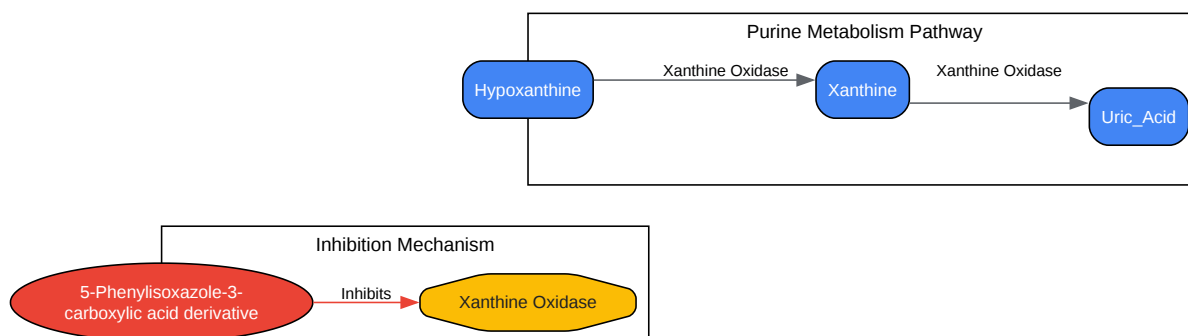 Purine Metabolism Pathway
Hypoxanthine
Xanthine Oxidase
Xanthine
Xanthine Oxidase
Uric_Acid
Inhibition Mechanism
5-Phenylisoxazole-3-
carboxylic acid derivative
Inhibits
Xanthine Oxidase